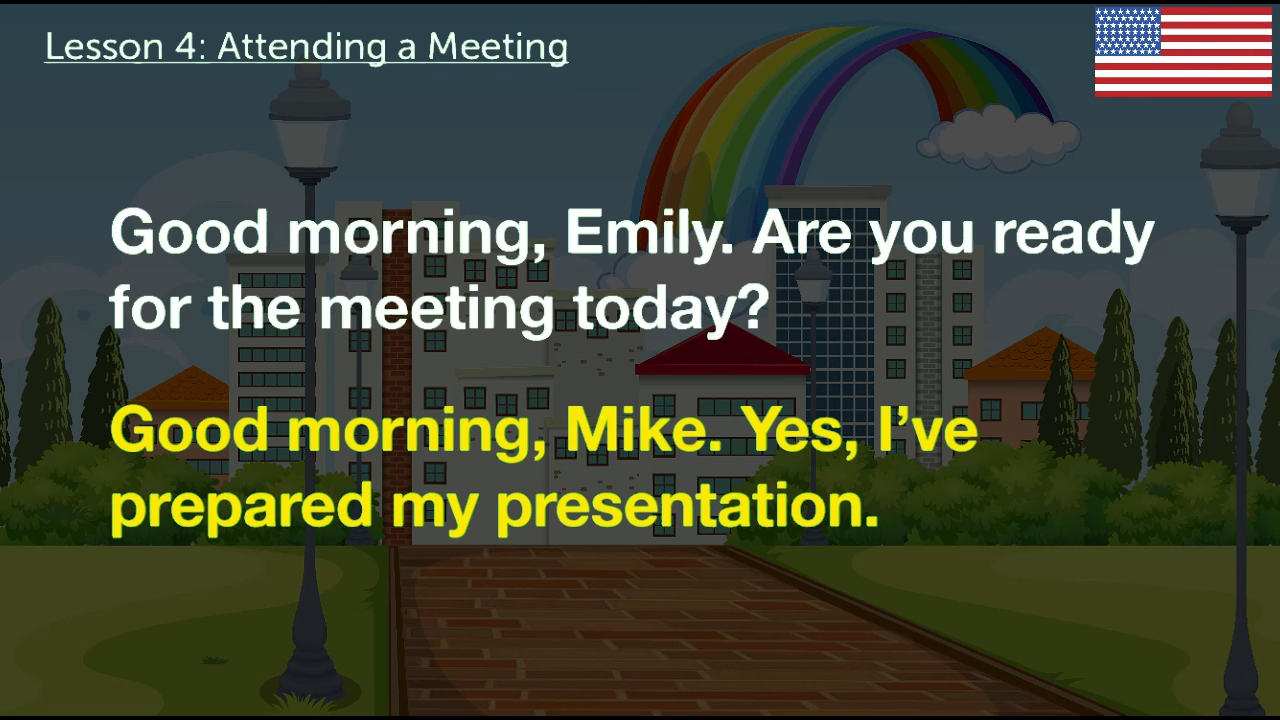 Lesson 4: Attending a Meeting
Good morning, Emily. Are you ready
for the meeting today?
Good morning, Mike. Yes, I’ve
prepared my presentation.